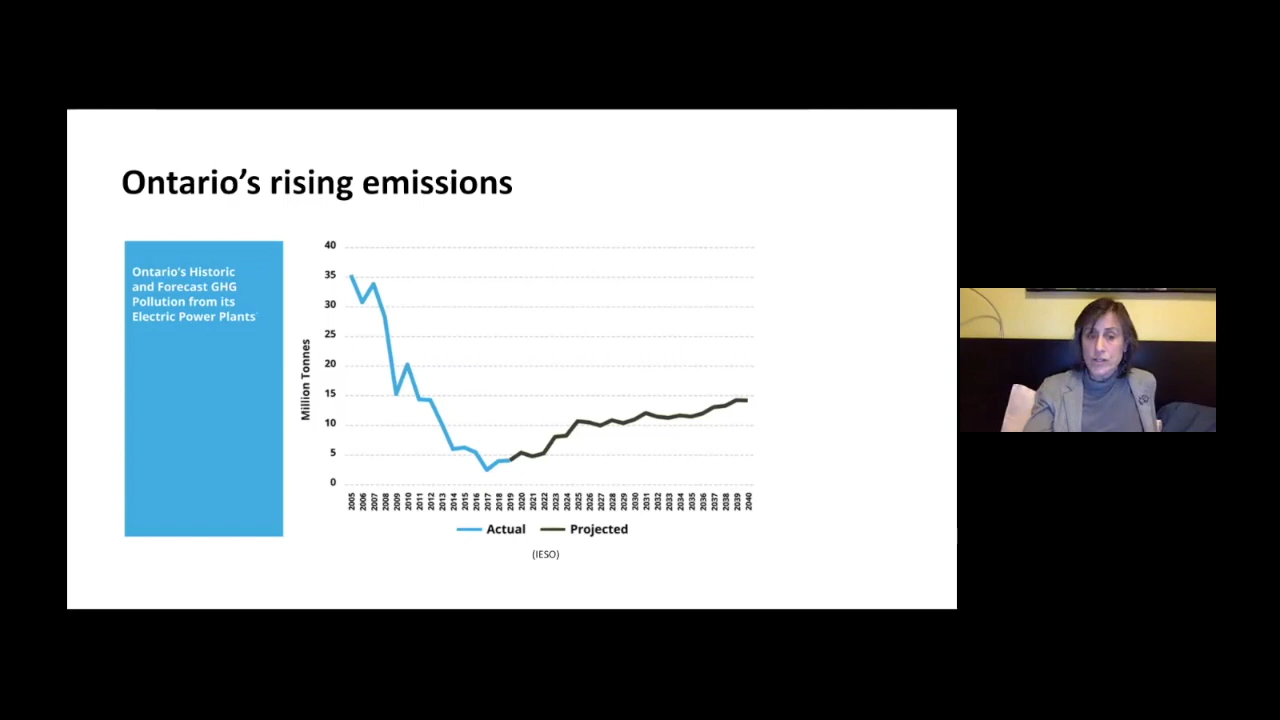 Ontario’s rising emissions
Ontario's Historic
and Forecast GHG
Pollution from its
Electric Power Plants
Million Tonnes
40
35
30
25
20
15
10
5
0
2005 2006 2007 2008 2009 2010 2011 2012 2013 2014 2015 2016 2017 2018 2019 2020 2021 2022 2023 2024 2025 2026 2027 2028 2029 2030 2031 2032 2033 2034 2035 2036 2037 2038 2039 2040
Actual Projected
(IESO)